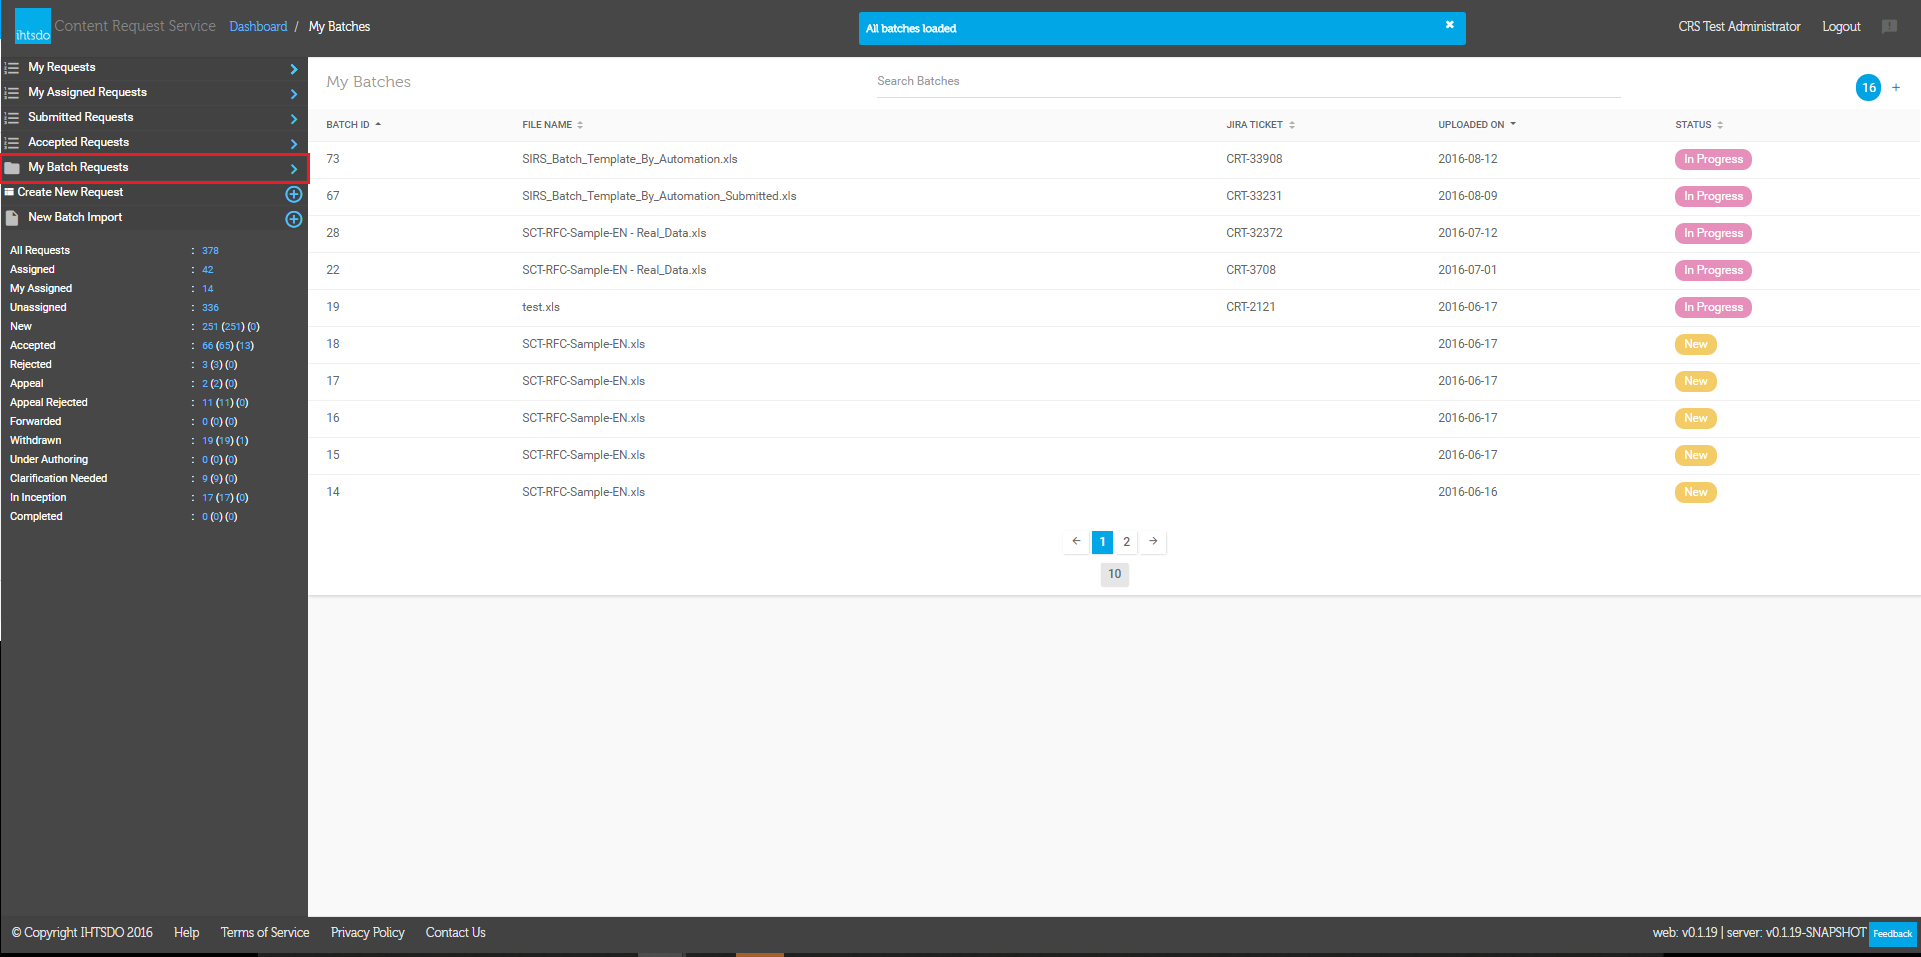 ihtsdo Content Request Service Dashboard / My Batches
All batches loaded ×
CRS Test Administrator Logout
My Requests
My Assigned Requests
Submitted Requests
Accepted Requests
My Batch Requests
Create New Request
New Batch Import
All Requests : 378
Assigned : 42
My Assigned : 14
Unassigned : 336
New : 251 (251) (0)
Accepted : 66 (65) (13)
Rejected : 3 (3) (0)
Appeal : 2 (2) (0)
Appeal Rejected : 11 (11) (0)
Forwarded : 0 (0) (0)
Withdrawn : 19 (19) (1)
Under Authoring : 0 (0) (0)
Clarification Needed : 9 (9) (0)
In Inception : 17 (17) (0)
Completed : 0 (0) (0)
My Batches Search Batches 16 +
BATCH ID FILE NAME JIRA TICKET UPLOADED ON STATUS
73 SIRS_Batch_Template_By_Automation.xls CRT-33908 2016-08-12 In Progress
67 SIRS_Batch_Template_By_Automation_Submitted.xls CRT-33231 2016-08-09 In Progress
28 SCT-RFC-Sample-EN - Real_Data.xls CRT-32372 2016-07-12 In Progress
22 SCT-RFC-Sample-EN - Real_Data.xls CRT-3708 2016-07-01 In Progress
19 test.xls CRT-2121 2016-06-17 In Progress
18 SCT-RFC-Sample-EN.xls 2016-06-17 New
17 SCT-RFC-Sample-EN.xls 2016-06-17 New
16 SCT-RFC-Sample-EN.xls 2016-06-17 New
15 SCT-RFC-Sample-EN.xls 2016-06-17 New
14 SCT-RFC-Sample-EN.xls 2016-06-16 New
← 1 2 →
10
© Copyright IHTSDO 2016 Help Terms of Service Privacy Policy Contact Us
web: v0.1.19 | server: v0.1.19-SNAPSHOT Feedback